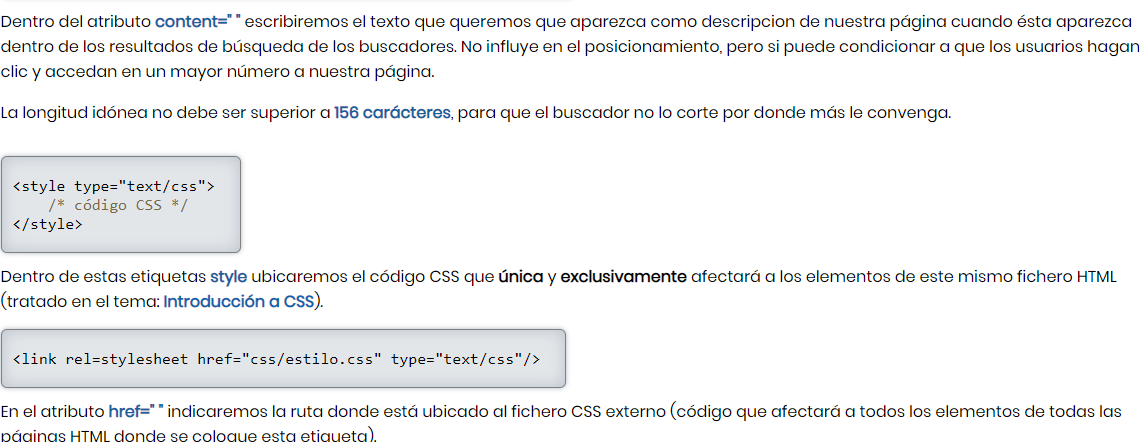 Dentro del atributo content=" " escribiremos el texto que queremos que aparezca como descripcion de nuestra página cuando ésta aparezca
dentro de los resultados de búsqueda de los buscadores. No influye en el posicionamiento, pero si puede condicionar a que los usuarios hagan
clic y accedan en un mayor número a nuestra página.
La longitud idónea no debe ser superior a 156 carácteres, para que el buscador no lo corte por donde más le convenga.
<style type="text/css">
/* código CSS */
</style>
Dentro de estas etiquetas style ubicaremos el código CSS que única y exclusivamente afectará a los elementos de este mismo fichero HTML
(tratado en el tema: Introducción a CSS).
<link rel=stylesheet href="css/estilo.css" type="text/css"/>
En el atributo href=" " indicaremos la ruta donde está ubicado al fichero CSS externo (código que afectará a todos los elementos de todas las
páginas HTML donde se coloque esta etiqueta).